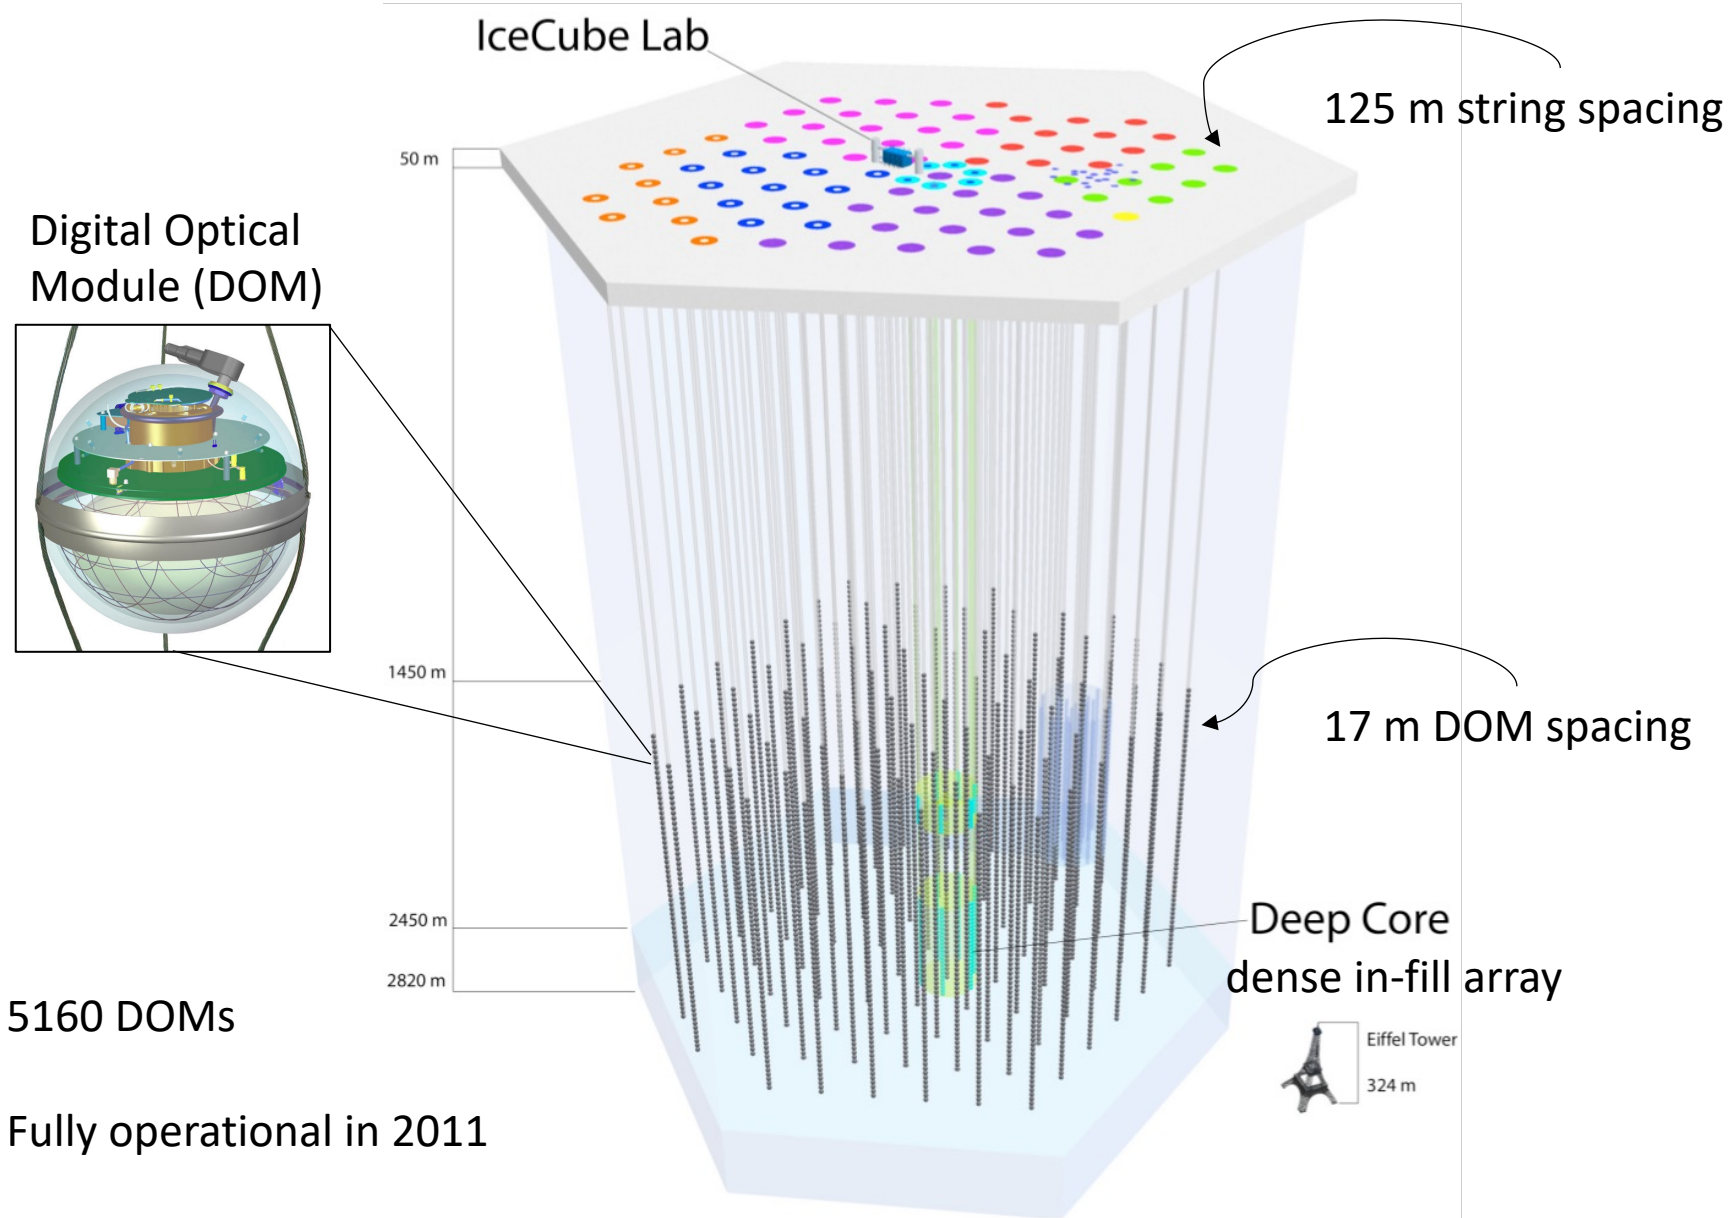 IceCube Lab
125 m string spacing
50 m
Digital Optical
Module (DOM)
1450 m
17 m DOM spacing
2450 m
Deep Core
dense in-fill array
2820 m
5160 DOMs
Eiffel Tower
324 m
Fully operational in 2011